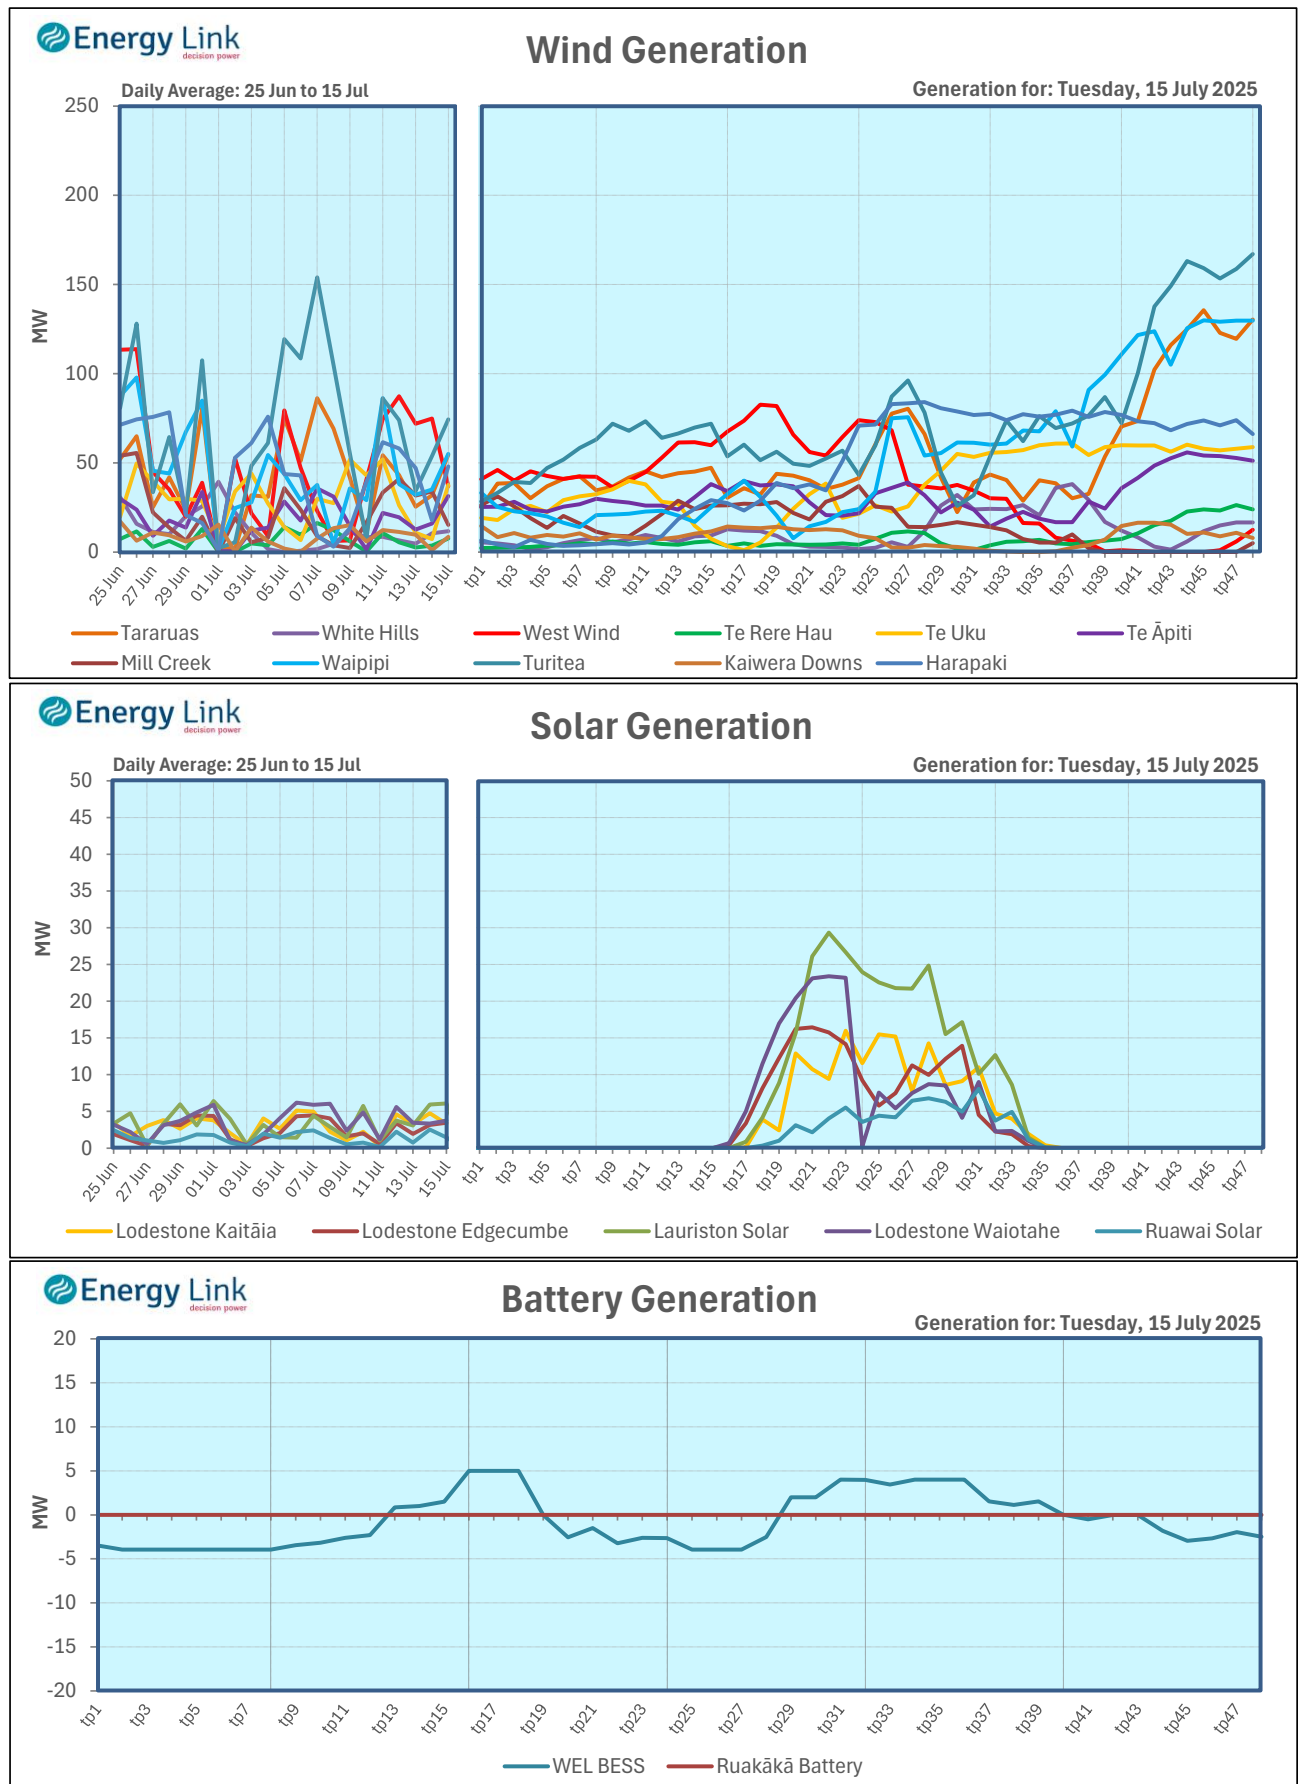 Energy Link
decision power
Wind Generation
Daily Average: 25 Jun to 15 Jul
Generation for: Tuesday, 15 July 2025
MW
250
200
150
100
50
0
25 Jun
27 Jun
29 Jun
01 Jul
03 Jul
05 Jul
07 Jul
09 Jul
11 Jul
13 Jul
15 Jul
tp1
tp3
tp5
tp7
tp9
tp11
tp13
tp15
tp17
tp19
tp21
tp23
tp25
tp27
tp29
tp31
tp32
tp33
tp35
tp37
tp39
tp41
tp43
tp45
tp47
Tararuas White Hills West Wind Te Rere Hau Te Uku Te Āpiti
Mill Creek Waipipi Turitea Kaiwera Downs Harapaki
Energy Link
decision power
Solar Generation
Daily Average: 25 Jun to 15 Jul
Generation for: Tuesday, 15 July 2025
MW
50
45
40
35
30
25
20
15
10
5
0
25 Jun
27 Jun
29 Jun
01 Jul
03 Jul
05 Jul
07 Jul
09 Jul
11 Jul
13 Jul
15 Jul
tp1
tp3
tp5
tp7
tp9
tp11
tp13
tp15
tp17
tp19
tp21
tp23
tp25
tp27
tp29
tp31
tp33
tp35
tp37
tp39
tp41
tp43
tp45
tp47
Lodestone Kaitāia Lodestone Edgecumbe Lauriston Solar Lodestone Waiotahe Ruawai Solar
Energy Link
decision power
Battery Generation
Generation for: Tuesday, 15 July 2025
MW
20
15
10
5
0
-5
-10
-15
-20
tp1
tp3
tp5
tp7
tp9
tp11
tp13
tp15
tp17
tp19
tp21
tp23
tp25
tp27
tp29
tp31
tp33
tp35
tp37
tp39
tp41
tp43
tp45
tp47
WEL BESS Ruakākā Battery